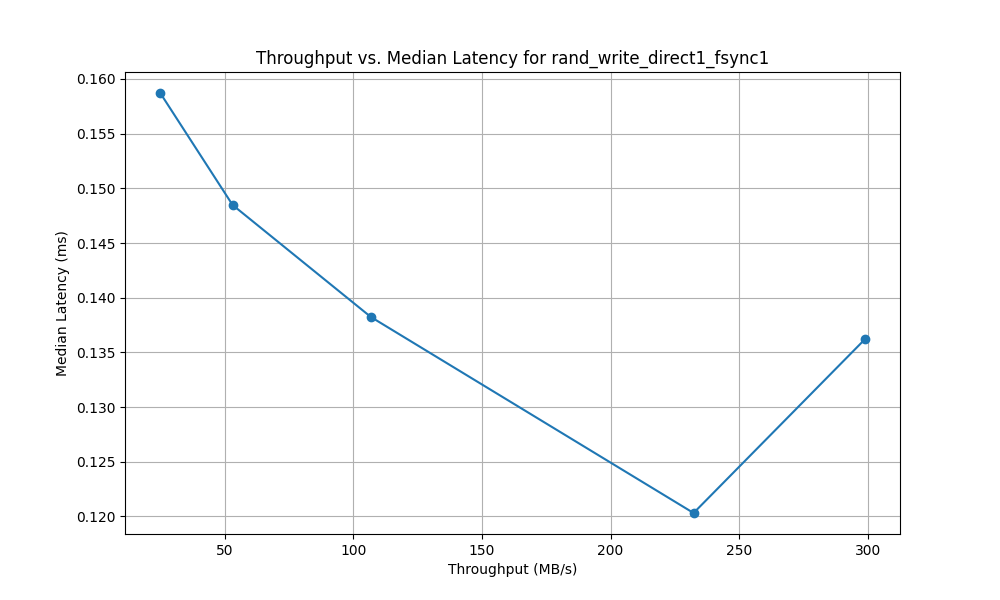 Throughput vs. Median Latency for rand_write_direct1_fsync1
0.160
0.155
0.150
0.145
0.140
0.135
0.130
0.125
0.120
Median Latency (ms)
50 100 150 200 250 300
Throughput (MB/s)